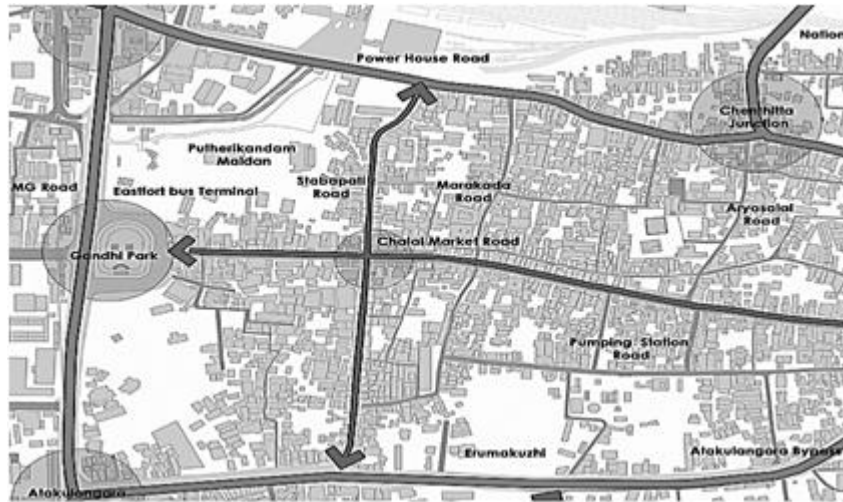 Nation
Power House Road
Chenthitta
Junction
Putherikandam
Maidan
Stabapati
Road
MG Road
Eastfort bus Terminal
Marakada
Road
Aryasalai
Road
Gandhi Park
Chalai Market Road
Pumping Station
Road
Erumakuzhi
Atakulangara Bypass
Atakulangara